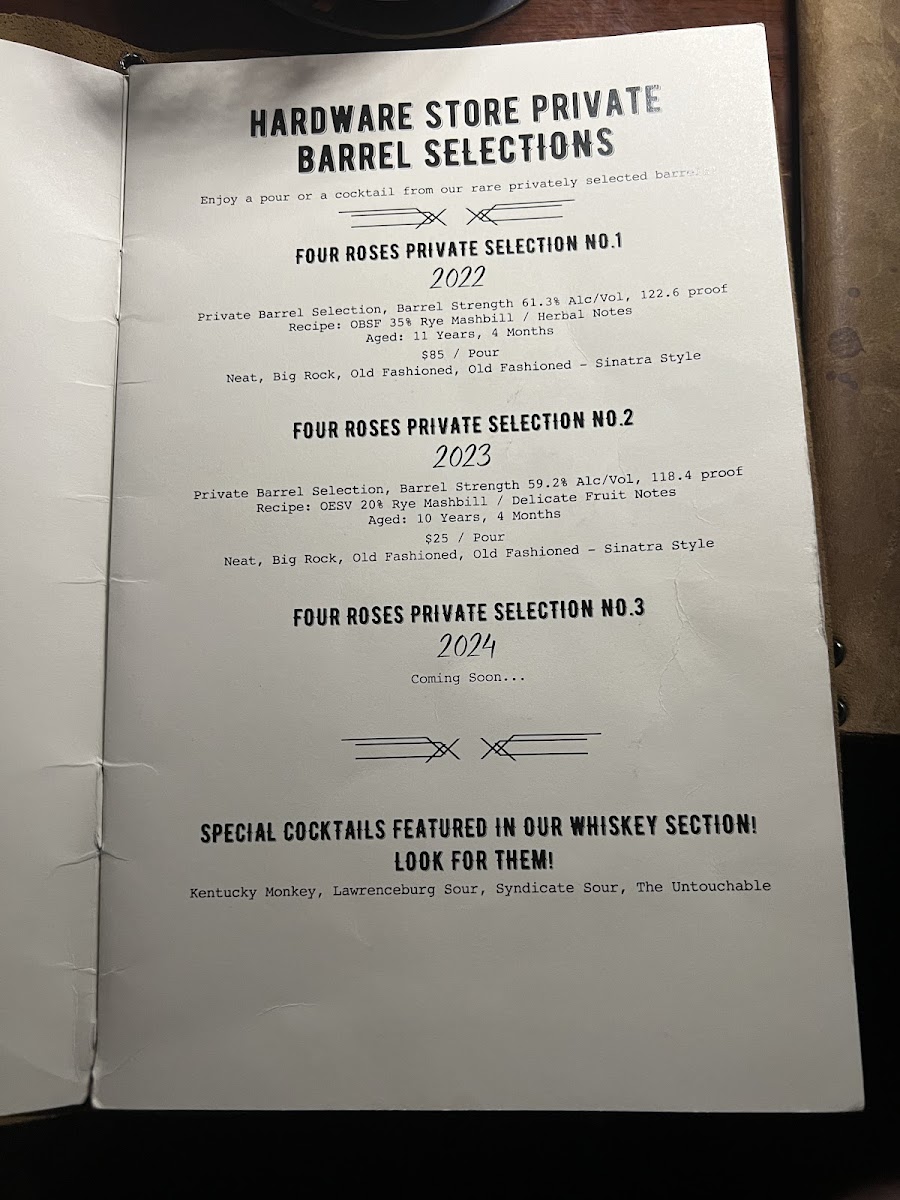 HARDWARE STORE PRIVATE
BARREL SELECTIONS
Enjoy a pour or a cocktail from our rare privately selected
FOUR ROSES PRIVATE SELECTION NO.1
2022
Private Barrel Selection, Barrel Strength 61.3% Alc/Vol, 122.6 proof
Recipe: OBSF 35% Rye Mashbill / Herbal Notes
Aged: 11 Years, 4 Months
$85 / Pour
Neat, Big Rock, Old Fashioned, Old Fashioned - Sinatra Style
FOUR ROSES PRIVATE SELECTION NO.2
2023
Private Barrel Selection, Barrel Strength 59.2% Alc/Vol, 118.4 proof
Recipe: OESV 20% Rye Mashbill / Delicate Fruit Notes
Aged: 10 Years, 4 Months
$25 / Pour
Neat, Big Rock, Old Fashioned, Old Fashioned - Sinatra Style
FOUR ROSES PRIVATE SELECTION NO.3
2024
Coming Soon...
SPECIAL COCKTAILS FEATURED IN OUR WHISKEY SECTION!
LOOK FOR THEM!
Kentucky Monkey, Lawrenceburg Sour, Syndicate Sour, The Untouchable